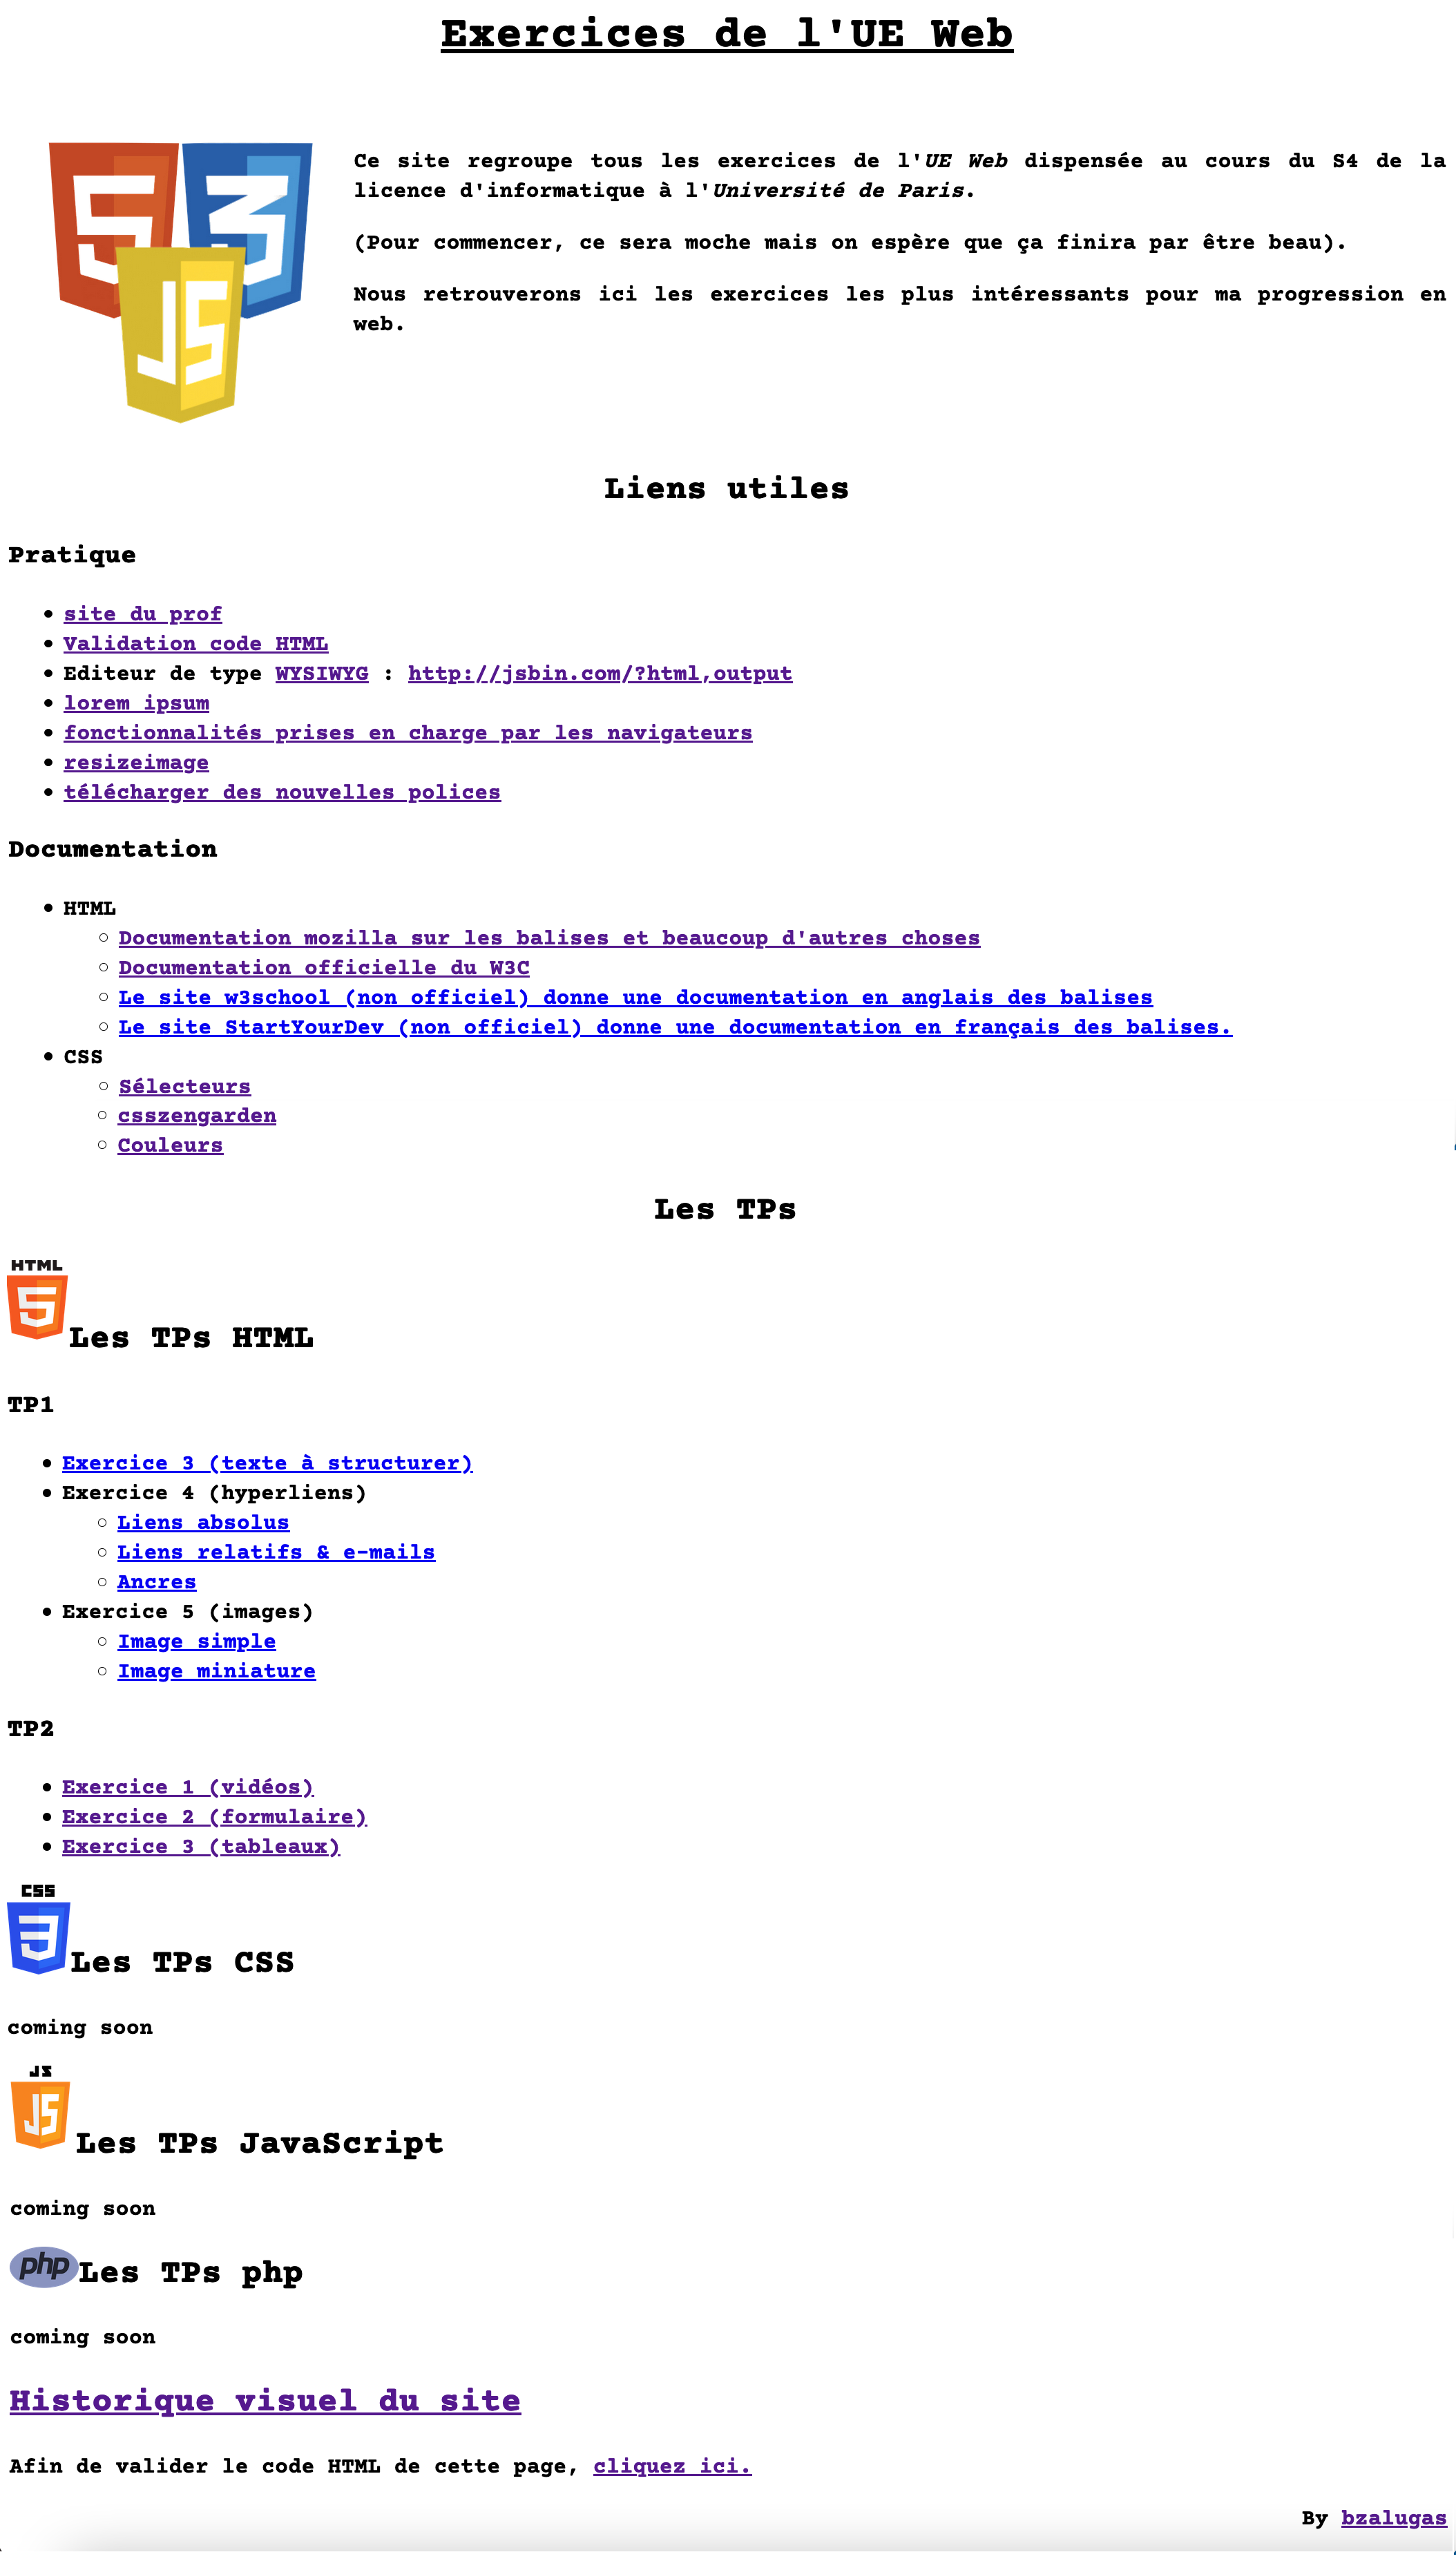 Exercices de l'UE Web
5 3
JS
Ce site regroupe tous les exercices de l'UE Web dispensée au cours du S4 de la
licence d'informatique à l'Université de Paris.
(Pour commencer, ce sera moche mais on espère que ça finira par être beau).
Nous retrouverons ici les exercices les plus intéressants pour ma progression en
web.
Liens utiles
Pratique
site du prof
Validation code HTML
Editeur de type WYSIWYG : http://jsbin.com/?html,output
lorem ipsum
fonctionnalités prises en charge par les navigateurs
resizeimage
télécharger des nouvelles polices
Documentation
HTML
Documentation mozilla sur les balises et beaucoup d'autres choses
Documentation officielle du W3C
Le site w3school (non officiel) donne une documentation en anglais des balises
Le site StartYourDev (non officiel) donne une documentation en français des balises.
CSS
Sélecteurs
csszengarden
Couleurs
Les TPs
HTML
5
Les TPs HTML
TP1
Exercice 3 (texte à structurer)
Exercice 4 (hyperliens)
Liens absolus
Liens relatifs & e-mails
Ancres
Exercice 5 (images)
Image simple
Image miniature
TP2
Exercice 1 (vidéos)
Exercice 2 (formulaire)
Exercice 3 (tableaux)
CSS
3
Les TPs CSS
coming soon
JS
JS
Les TPs JavaScript
coming soon
php Les TPs php
coming soon
Historique visuel du site
Afin de valider le code HTML de cette page, cliquez ici.
By bzalugas